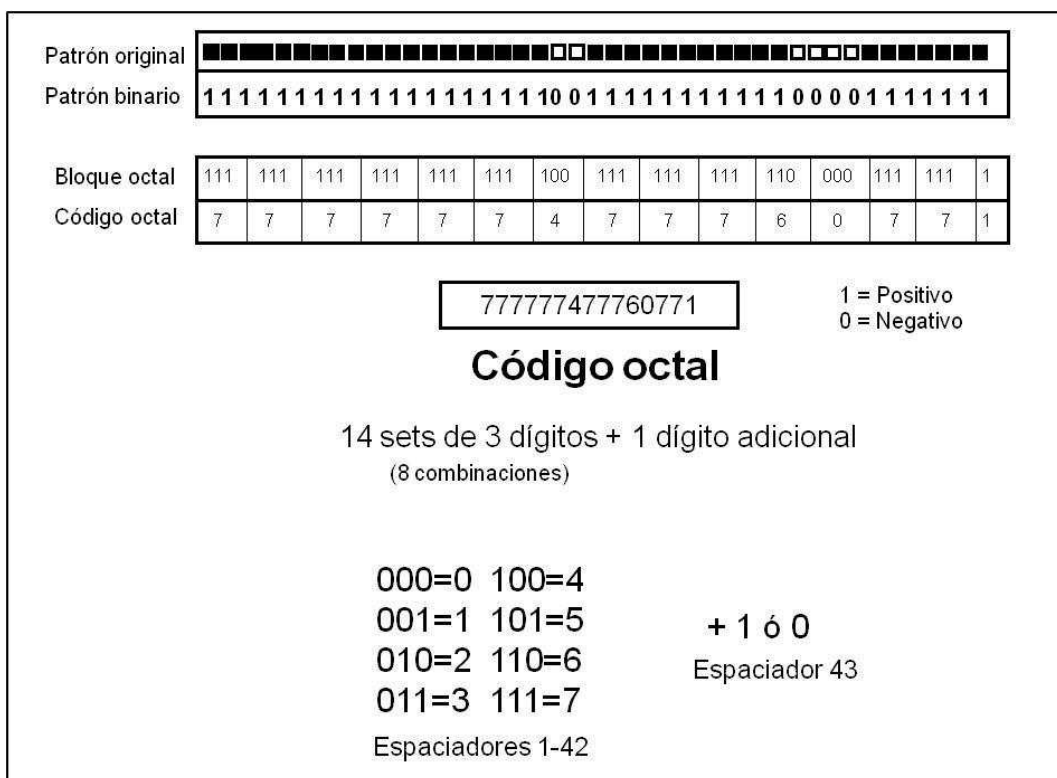 Patrón original
Patrón binario 1 1 1 1 1 1 1 1 1 1 1 1 1 1 1 1 1 1 1 0 0 1 1 1 1 1 1 1 1 1 1 1 0 0 0 0 1 1 1 1 1 1 1
Bloque octal 111 111 111 111 111 111 100 111 111 111 110 000 111 111 1
Código octal 7 7 7 7 7 7 4 7 7 7 6 0 7 7 1
777777477760771
1 = Positivo
0 = Negativo
Código octal
14 sets de 3 dígitos + 1 dígito adicional
(8 combinaciones)
000=0 100=4
001=1 101=5
010=2 110=6
011=3 111=7
Espaciadores 1-42
+ 1 ó 0
Espaciador 43